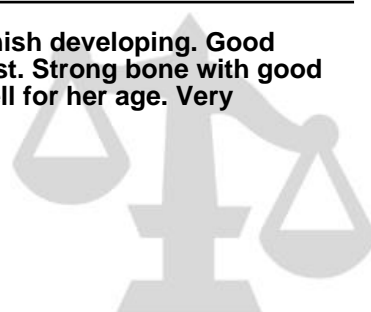 nish developing. Good
st. Strong bone with good
ll for her age. Very